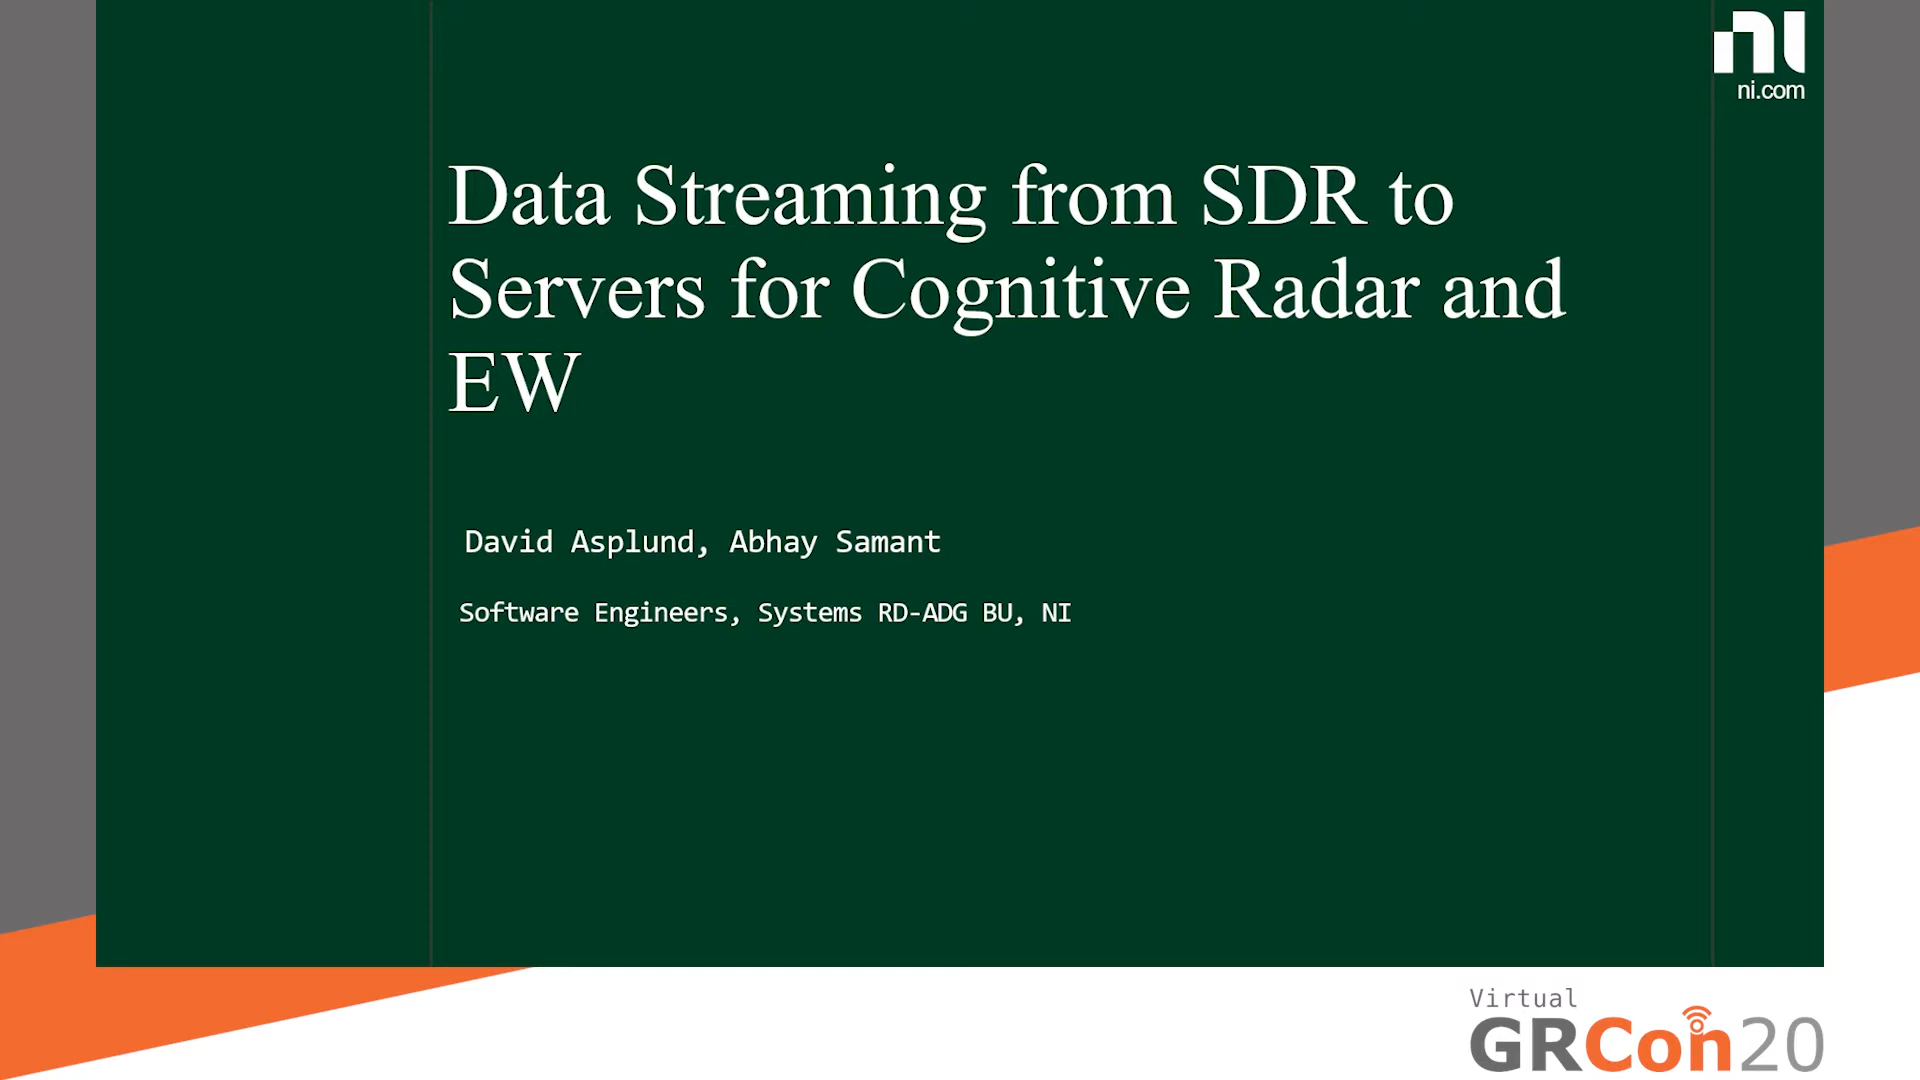 ni
ni.com
Data Streaming from SDR to
Servers for Cognitive Radar and
EW
David Asplund, Abhay Samant
Software Engineers, Systems RD-ADG BU, NI
Virtual
GRCon20